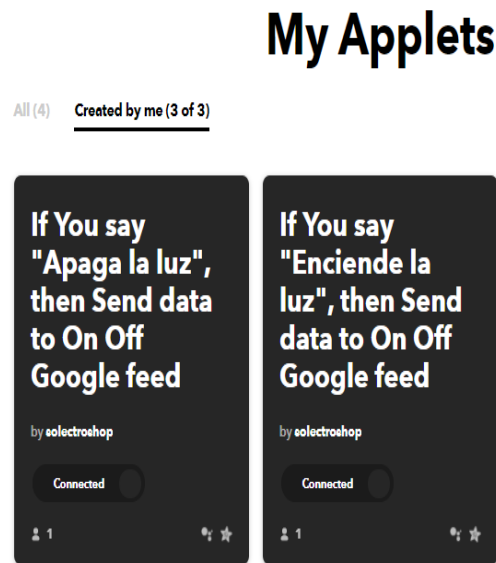 My Applets
All (4)
Created by me (3 of 3)
If You say
"Apaga la luz",
then Send data
to On Off
Google feed
by solectroshop
Connected
1
If You say
"Enciende la
luz", then Send
data to On Off
Google feed
by solectroshop
Connected
1